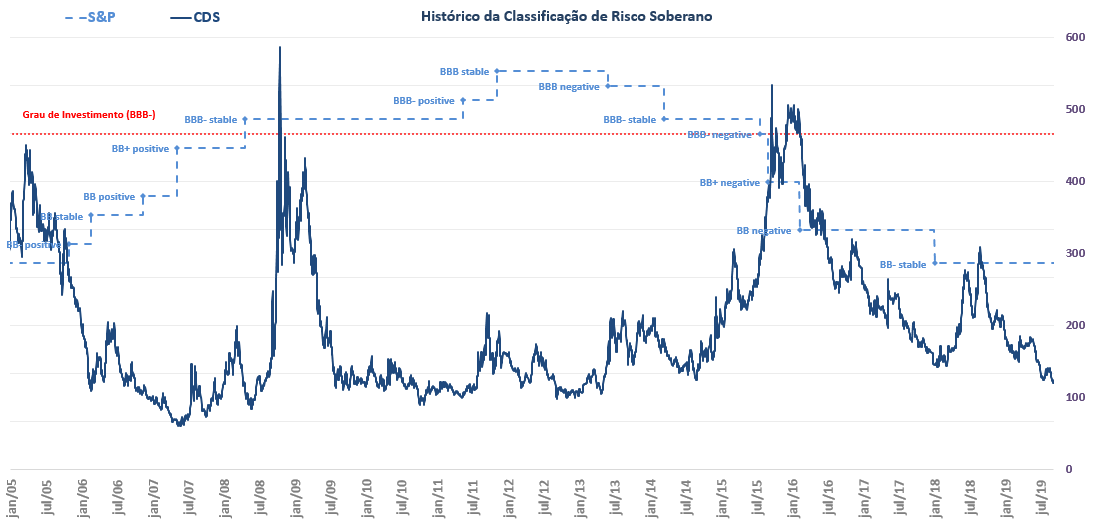 S&P
CDS
Histórico da Classificação de Risco Soberano
600
BBB stable
BBB negative
BBB- positive
500
Grau de Investimento (BBB-)
BBB- stable
BBB- stable
BBB- negative
BB+ positive
400
BB+ negative
BB positive
BB stable
BB negative
BB- positive
300
BB- stable
200
100
0
jan/05
jul/05
jan/06
jul/06
jan/07
jul/07
jan/08
jul/08
jan/09
jul/09
jan/10
jul/10
jan/11
jul/11
jan/12
jul/12
jan/13
jul/13
jan/14
jul/14
jan/15
jul/15
jan/16
jul/16
jan/17
jul/17
jan/18
jul/18
jan/19
jul/19